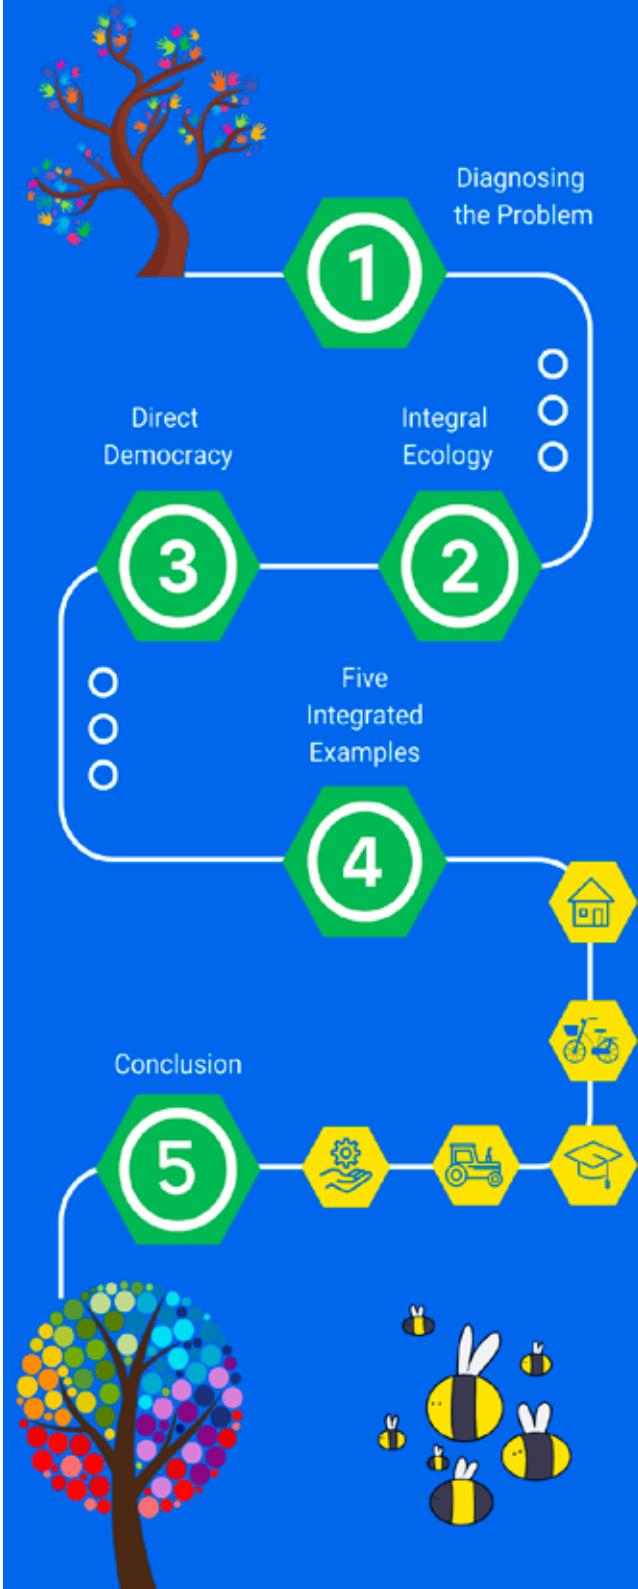 Diagnosing
the Problem
1
Direct
Democracy
Integral
Ecology
3
2
Five
Integrated
Examples
4
Conclusion
5